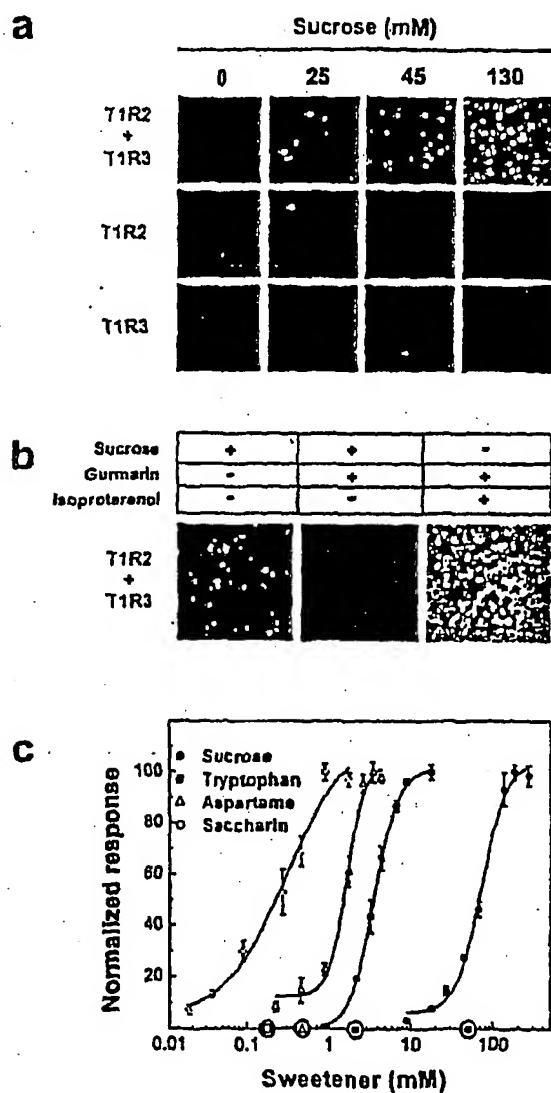 a
Sucrose (mM)
0 25 45 130
T1R2
+
T1R3
T1R2
T1R3
b
Sucrose + + -
Gurmarin - + +
Isoproterenol - - +
T1R2
+
T1R3
c
Sucrose
Tryptophan
Aspartame
Saccharin
Normalized response
100
80
60
40
20
0.01 0.1 1 10 100
Sweetener (mM)